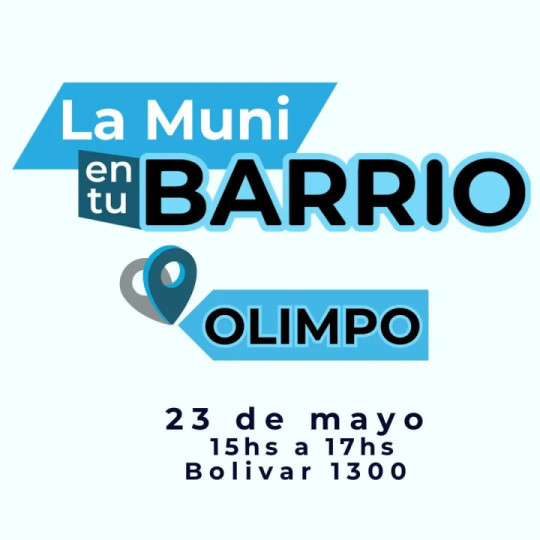 La Muni
en
tu
BARRIO
OLIMPO
23 de mayo
15hs a 17hs
Bolivar 1300